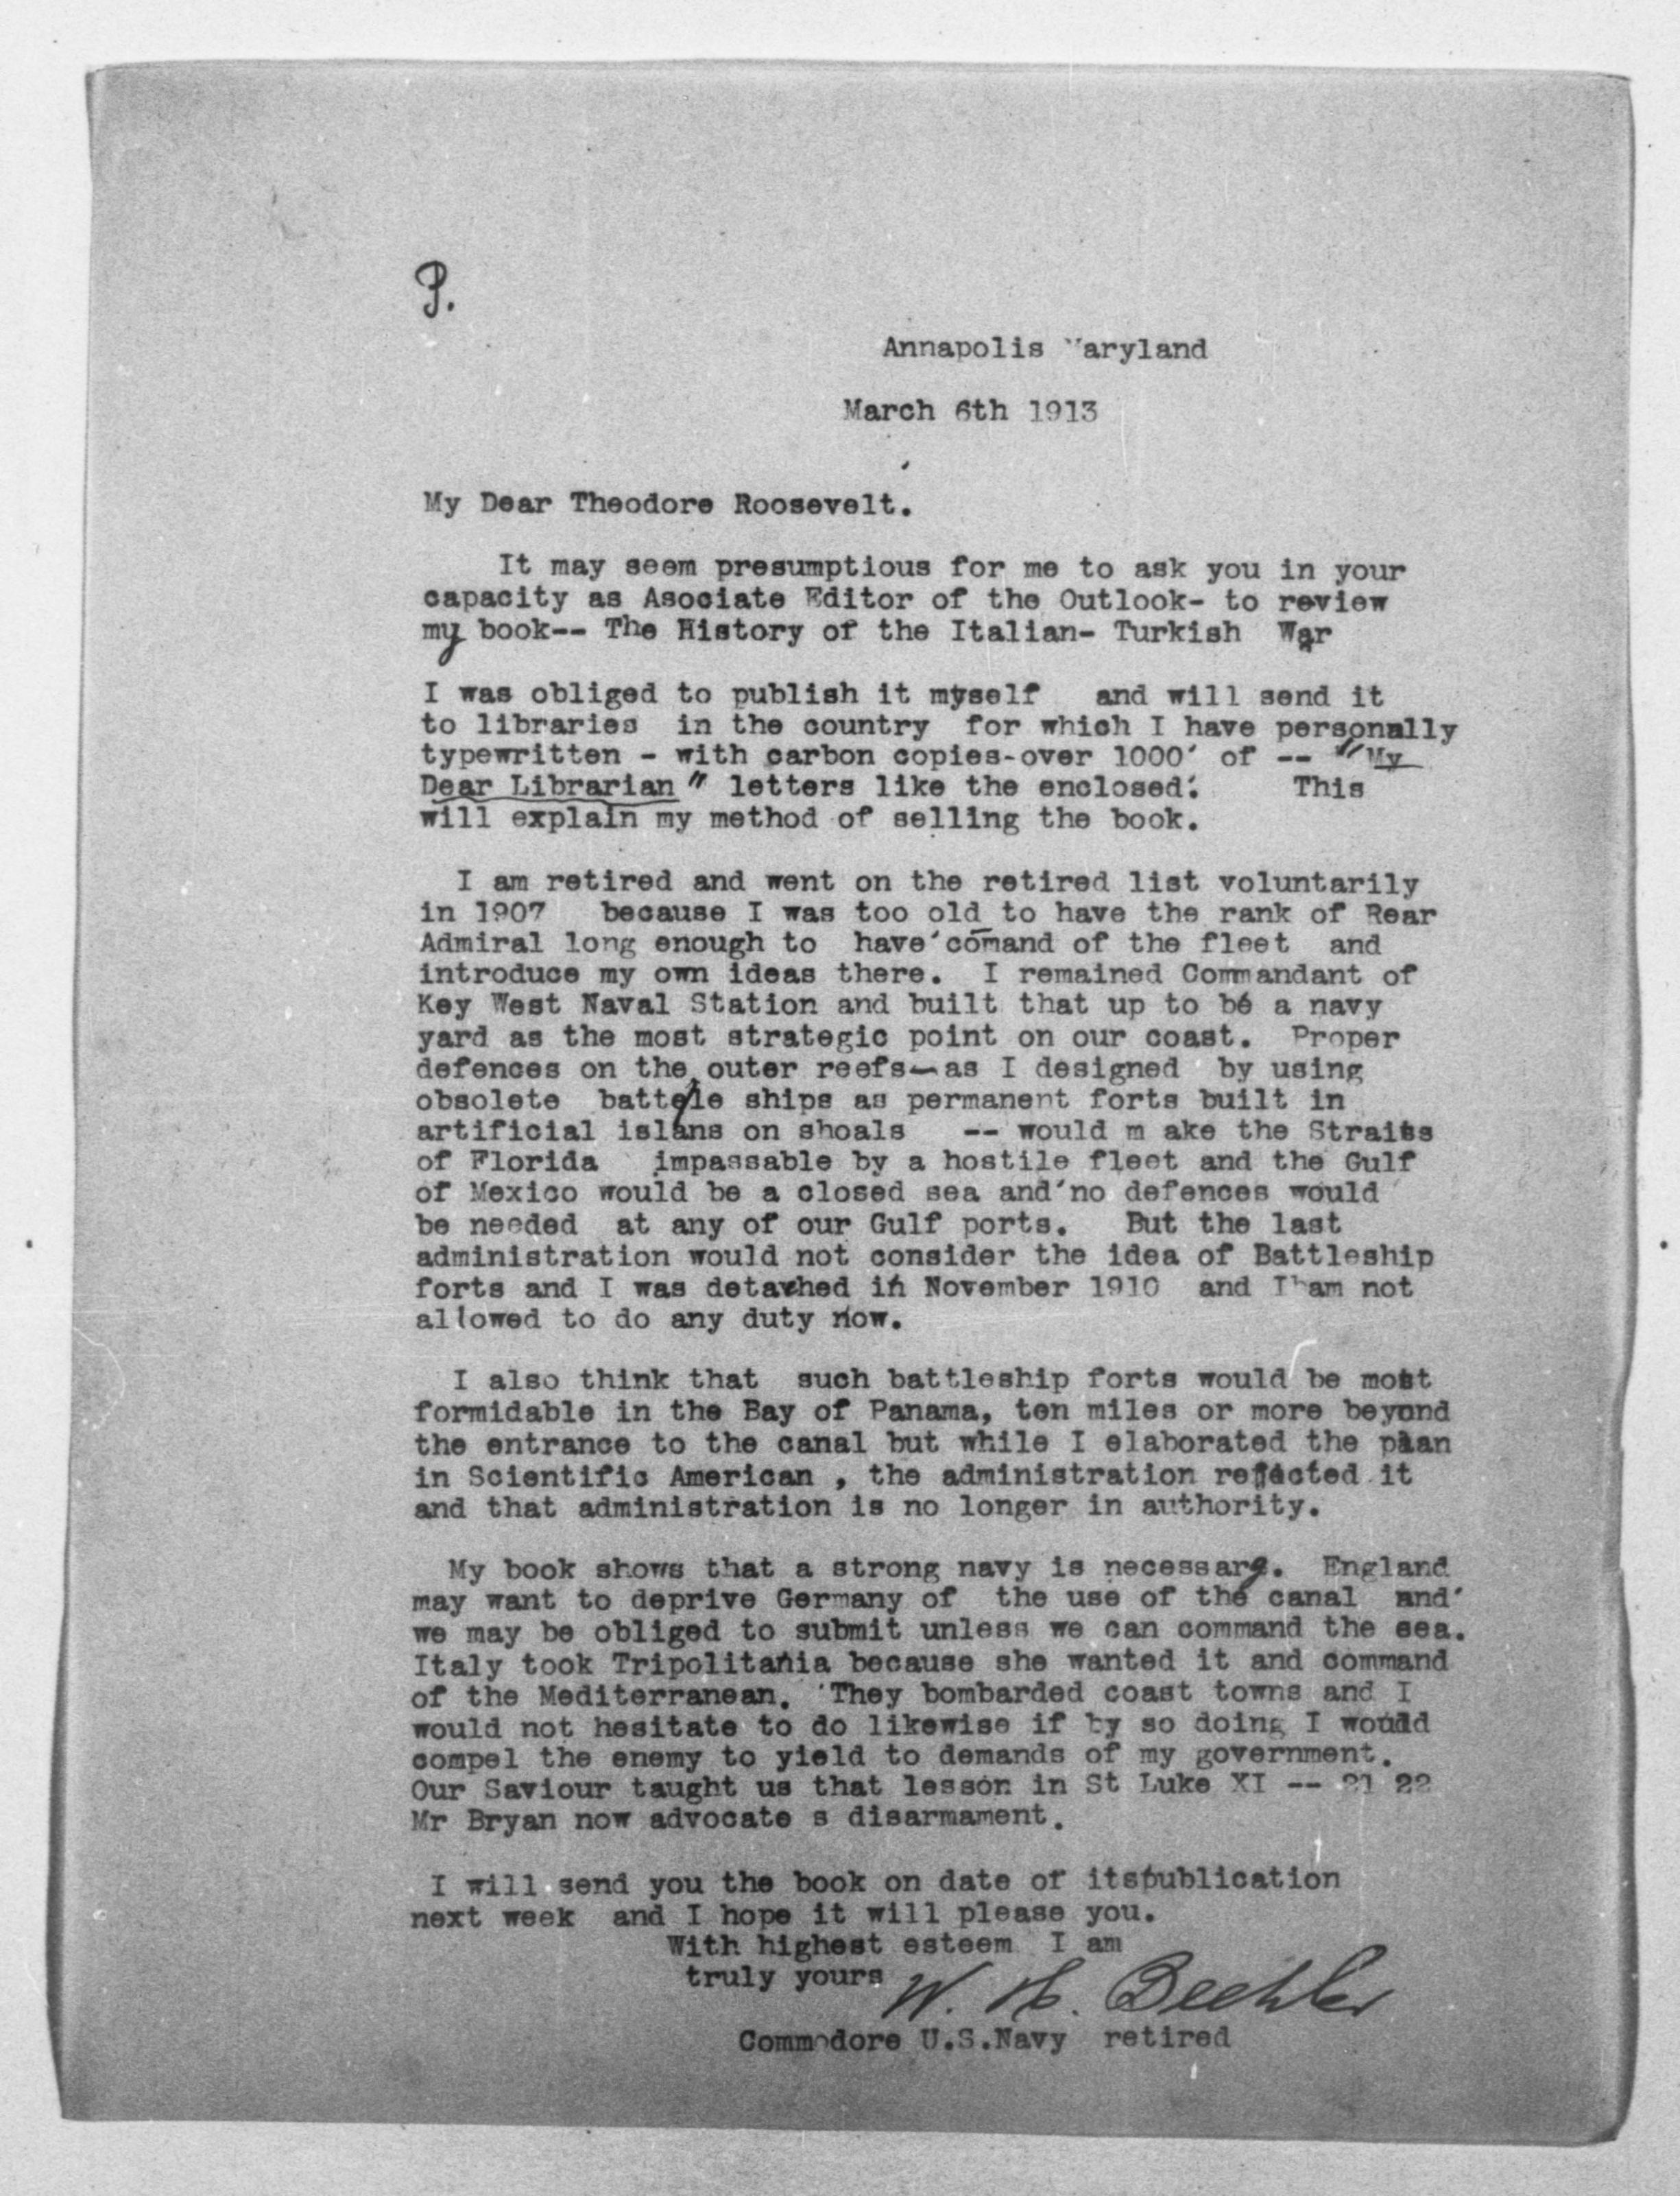 P.
Annapolis Maryland
March 6th 1913
My Dear Theodore Roosevelt.
It may seem presumptious for me to ask you in your
capacity as Asociate Editor of the Outlook- to review
my book-- The History of the Italian- Turkish War
I was obliged to publish it myself and will send it
to libraries in the country for which I have personally
typewritten - with carbon copies-over 1000' of -- "My
Dear Librarian" letters like the enclosed. This
will explain my method of selling the book.
I am retired and went on the retired list voluntarily
in 1907 because I was too old to have the rank of Rear
Admiral long enough to have comand of the fleet and
introduce my own ideas there. I remained Commandant of
Key West Naval Station and built that up to be a navy
yard as the most strategic point on our coast. Proper
defences on the outer reefs—as I designed by using
obsolete battele ships as permanent forts built in
artificial islans on shoals -- would m ake the Straits
of Florida impassable by a hostile fleet and the Gulf
of Mexico would be a closed sea and no defences would
be needed at any of our Gulf ports. But the last
administration would not consider the idea of Battleship
forts and I was detached in November 1910 and I am not
allowed to do any duty now.
I also think that such battleship forts would be most
formidable in the Bay of Panama, ten miles or more beyond
the entrance to the canal but while I elaborated the plan
in Scientific American , the administration rejected it
and that administration is no longer in authority.
My book shows that a strong navy is necessary. England
may want to deprive Germany of the use of the canal and
we may be obliged to submit unless we can command the sea.
Italy took Tripolitania because she wanted it and command
of the Mediterranean. They bombarded coast towns and I
would not hesitate to do likewise if by so doing I would
compel the enemy to yield to demands of my government.
Our Saviour taught us that lesson in St Luke XI -- 21 22
Mr Bryan now advocate s disarmament.
I will send you the book on date of itspublication
next week and I hope it will please you.
With highest esteem I am
truly yours W. H. Beehler
Commodore U.S.Navy retired